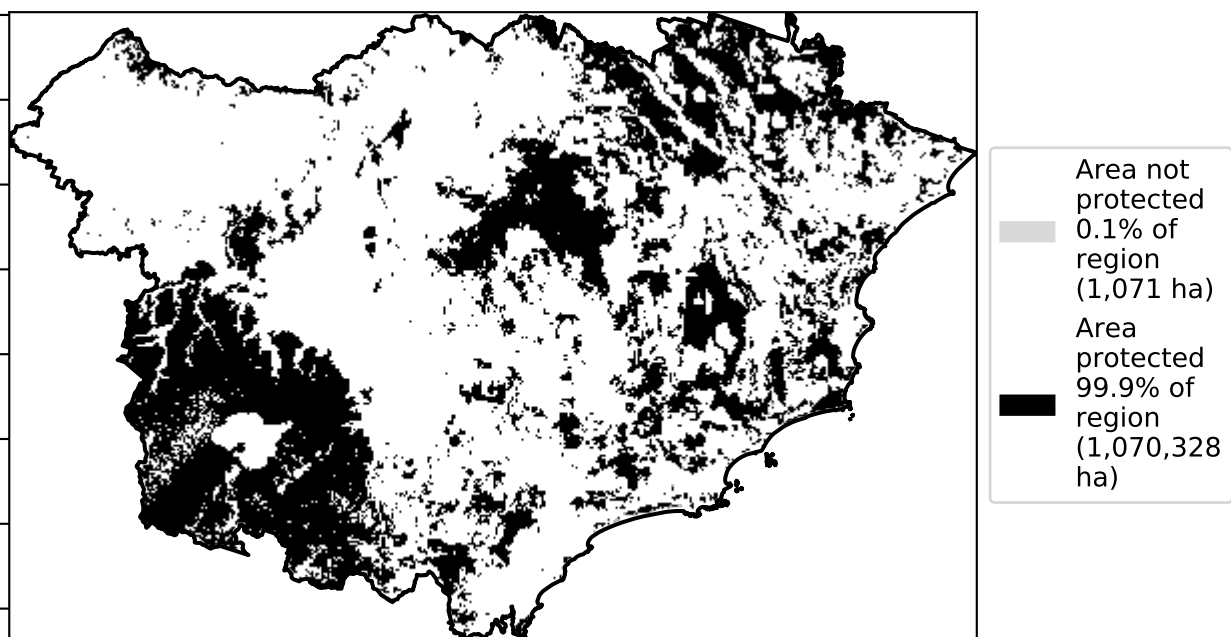 Area not
protected
0.1% of
region
(1,071 ha)
Area
protected
99.9% of
region
(1,070,328
ha)